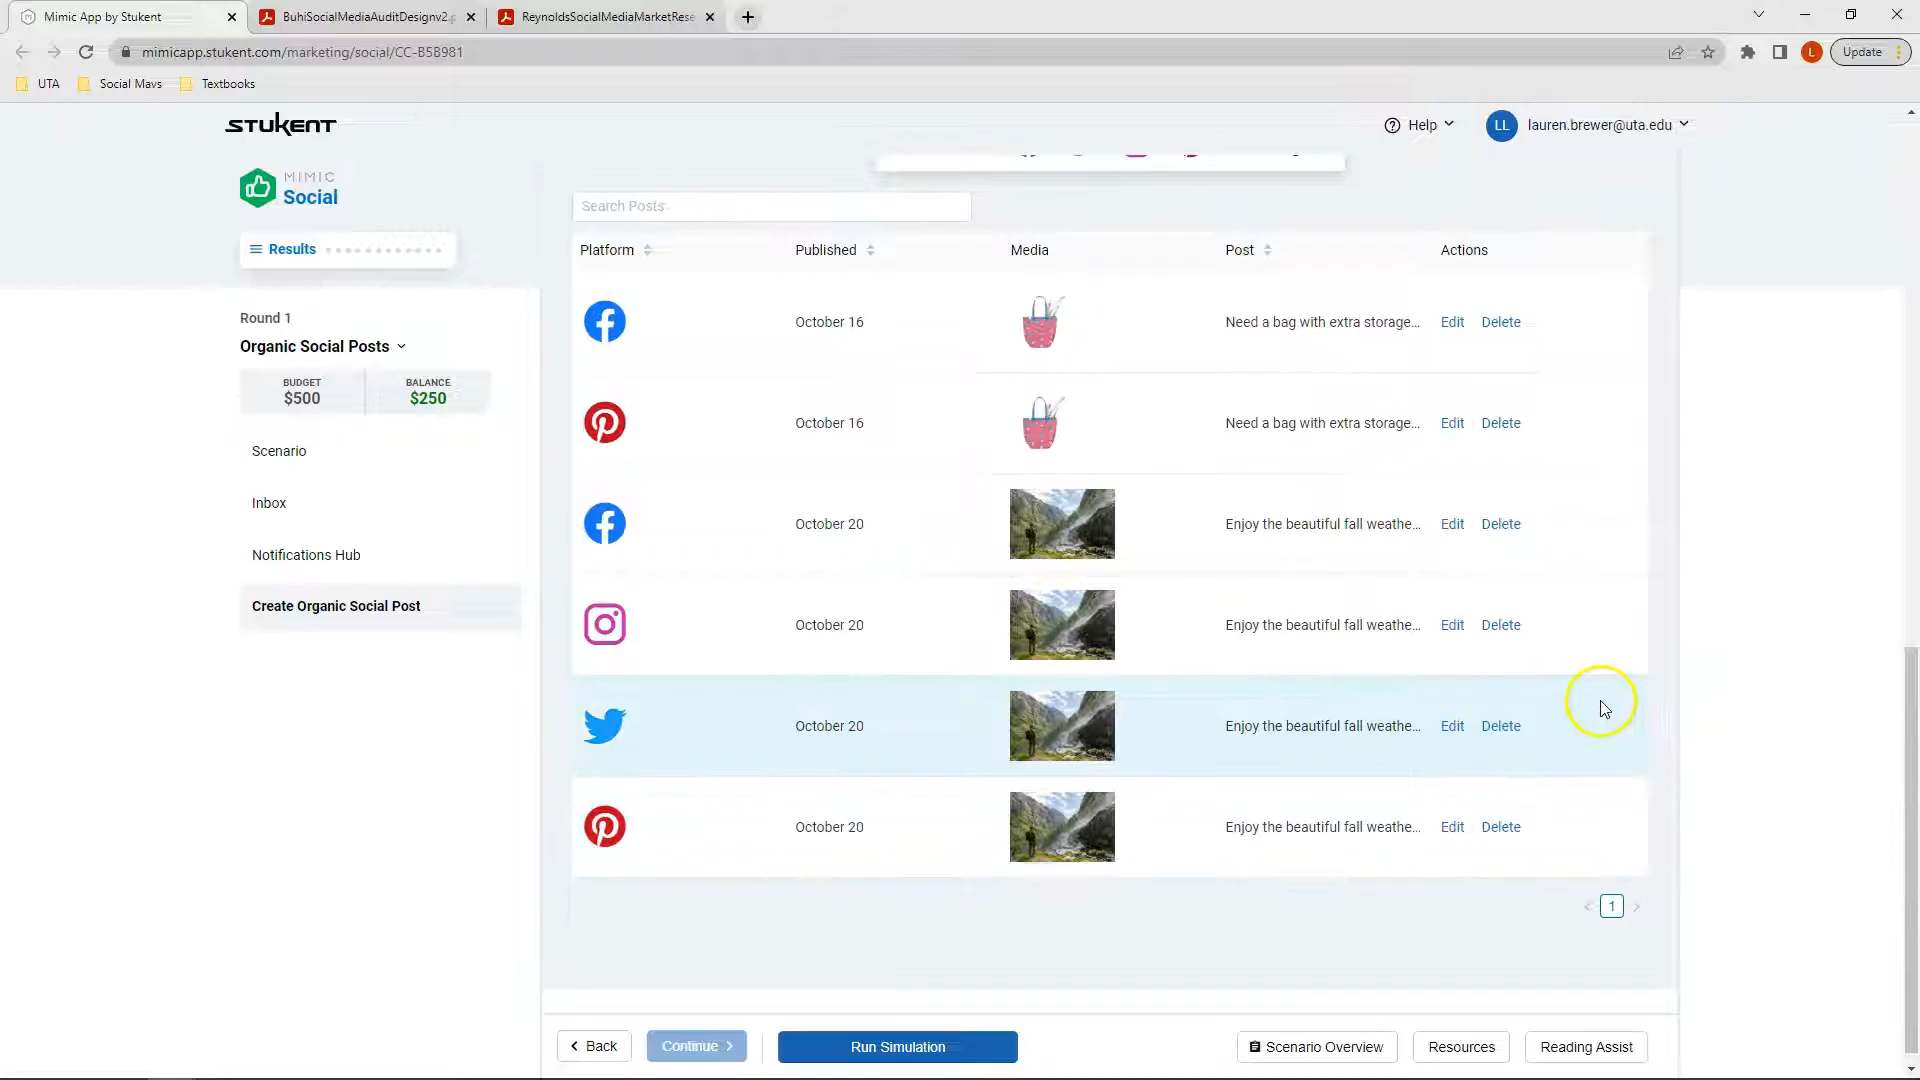 Mimic App by Stukent
BuhiSocialMediaAuditDesignv2.p
ReynoldsSocialMediaMarketRese
mimicapp.stukent.com/marketing/social/CC-B5B981
L
Update
UTA
Social Mavs
Textbooks
STUKENT
Help
LL
lauren.brewer@uta.edu
MIMIC
Social
Results
Round 1
Organic Social Posts
BUDGET
$500
BALANCE
$250
Scenario
Inbox
Notifications Hub
Create Organic Social Post
Search Posts
Platform
Published
Media
Post
Actions
October 16
Need a bag with extra storage...
Edit
Delete
October 16
Need a bag with extra storage...
Edit
Delete
October 20
Enjoy the beautiful fall weathe...
Edit
Delete
October 20
Enjoy the beautiful fall weathe...
Edit
Delete
October 20
Enjoy the beautiful fall weathe...
Edit
Delete
October 20
Enjoy the beautiful fall weathe...
Edit
Delete
1
Back
Continue
Run Simulation
Scenario Overview
Resources
Reading Assist